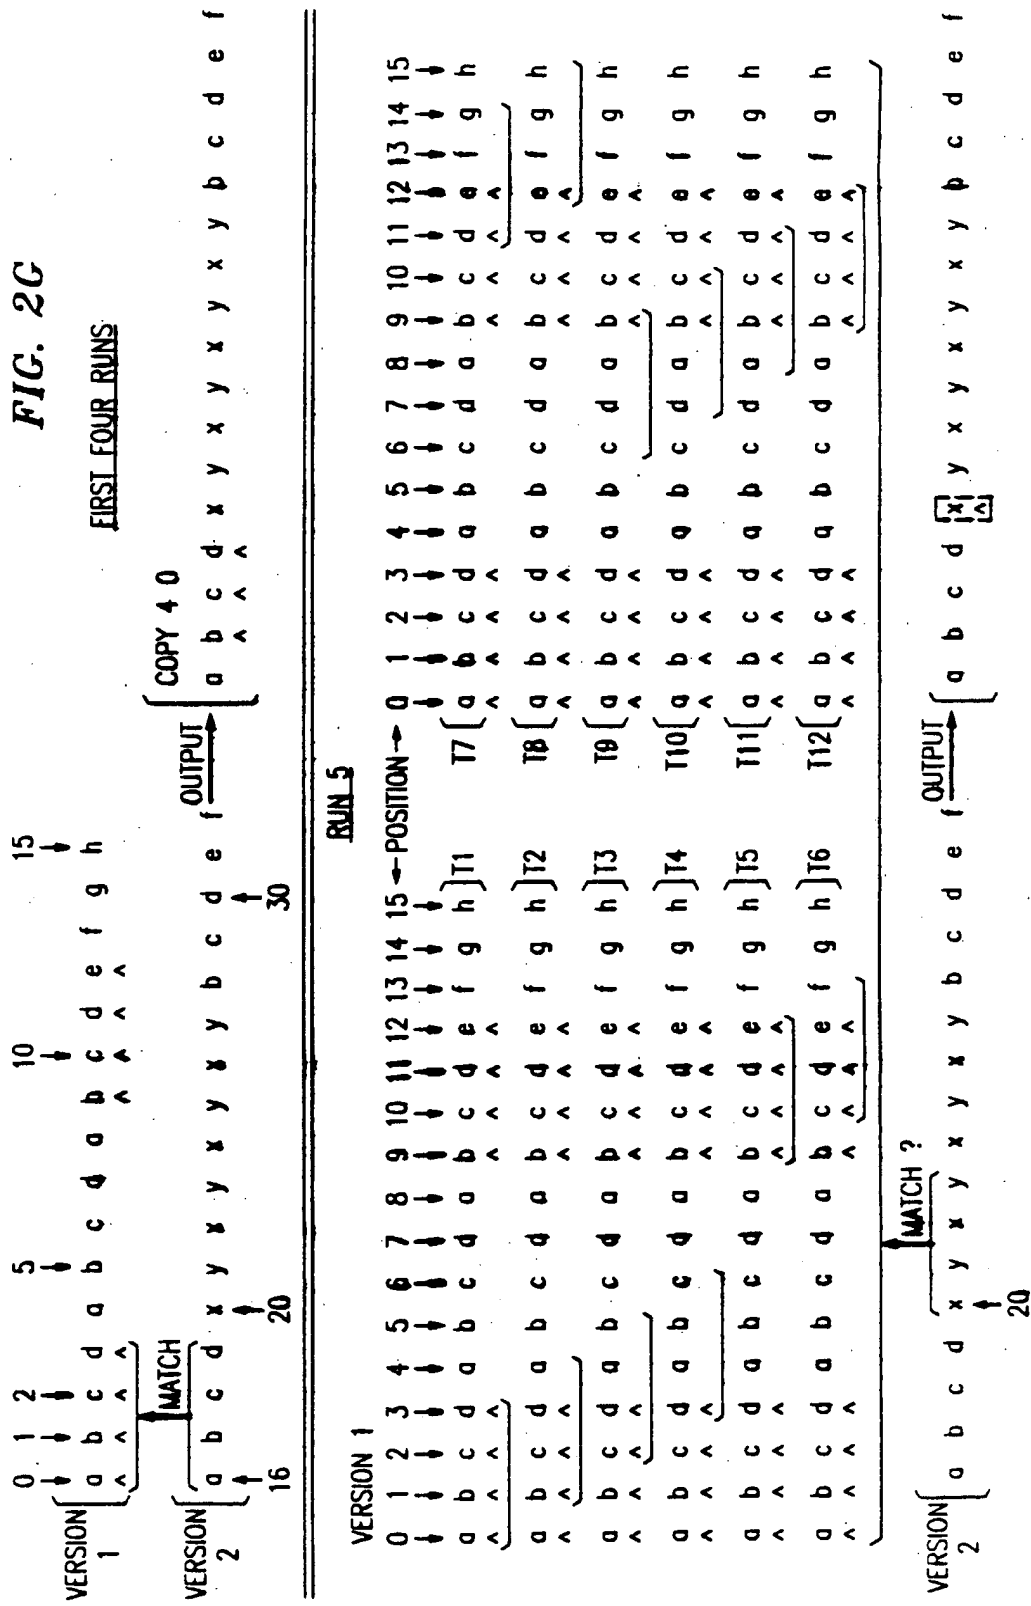 FIG. 2G
FIRST FOUR RUNS
0 1 2 5 10 15
VERSION 1 a b c d a b c d a b c d e f g h
^ ^ ^ ^ ^ ^ ^ ^
MATCH
COPY 4 0
VERSION 2 a b c d x y x y x y x y b c d e f OUTPUT a b c d x y x y x y x y b c d e f
^ ^ ^
16 20 30
RUN 5
VERSION 1
0 1 2 3 4 5 6 7 8 9 10 11 12 13 14 15 POSITION 0 1 2 3 4 5 6 7 8 9 10 11 12 13 14 15
a b c d a b c d a b c d e f g h T1 T7 a b c d a b c d a b c d e f g h
^ ^ ^ ^ ^ ^ ^ ^ ^ ^ ^ ^ ^ ^ ^ ^
a b c d a b c d a b c d e f g h T2 T8 a b c d a b c d a b c d e f g h
^ ^ ^ ^ ^ ^ ^ ^ ^ ^ ^ ^ ^ ^ ^ ^
a b c d a b c d a b c d e f g h T3 T9 a b c d a b c d a b c d e f g h
^ ^ ^ ^ ^ ^ ^ ^ ^ ^ ^ ^ ^ ^ ^ ^
a b c d a b c d a b c d e f g h T4 T10 a b c d a b c d a b c d e f g h
^ ^ ^ ^ ^ ^ ^ ^ ^ ^ ^ ^ ^ ^ ^ ^
a b c d a b c d a b c d e f g h T5 T11 a b c d a b c d a b c d e f g h
^ ^ ^ ^ ^ ^ ^ ^ ^ ^ ^ ^ ^ ^ ^ ^
a b c d a b c d a b c d e f g h T6 T12 a b c d a b c d a b c d e f g h
^ ^ ^ ^ ^ ^ ^ ^ ^ ^ ^ ^ ^ ^ ^ ^
MATCH ?
VERSION 2 a b c d x y x y x y x y b c d e f OUTPUT a b c d x y x y x y x y b c d e f
^
20